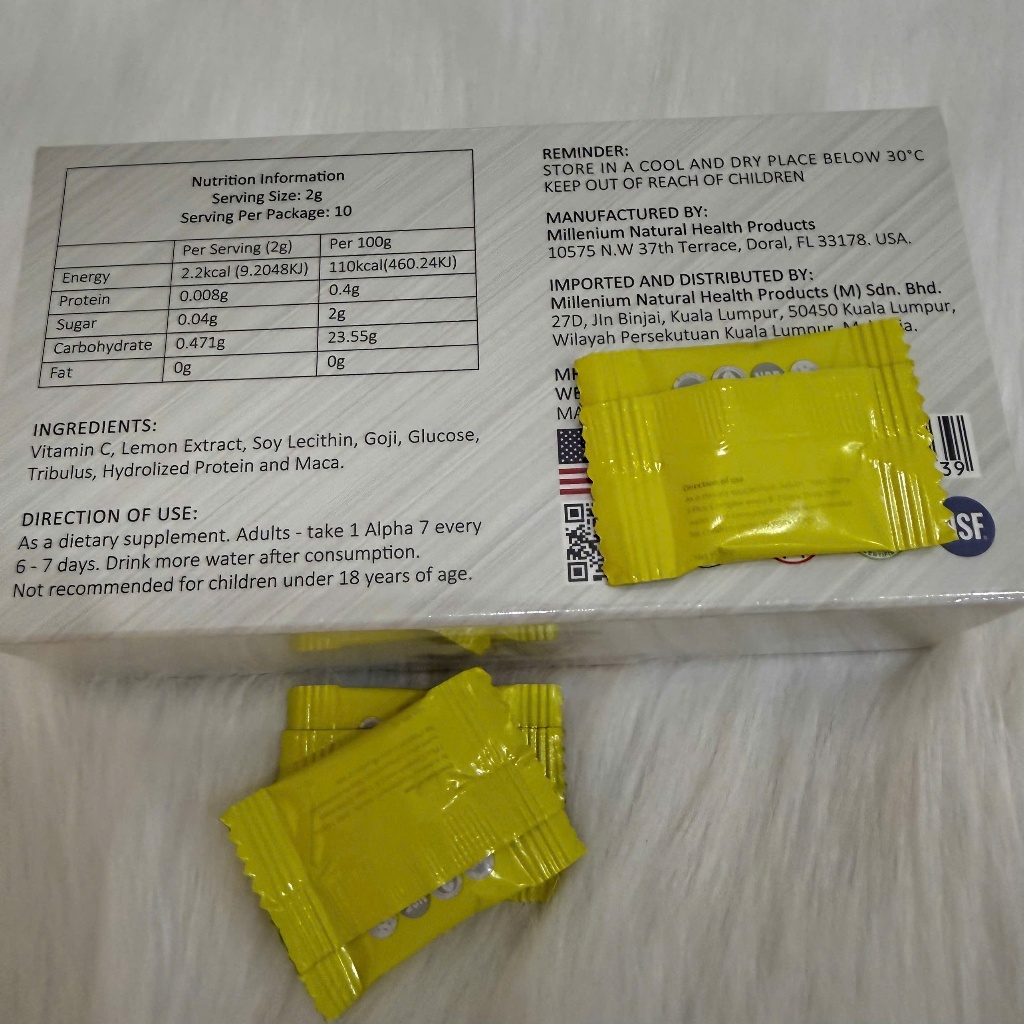 Nutrition Information
Serving Size: 2g
Serving Per Package: 10
Per Serving (2g) Per 100g
Energy 2.2kcal (9.2048KJ) 110kcal(460.24KJ)
Protein 0.008g 0.4g
Sugar 0.04g 2g
Carbohydrate 0.471g 23.55g
Fat 0g 0g
INGREDIENTS:
Vitamin C, Lemon Extract, Soy Lecithin, Goji, Glucose,
Tribulus, Hydrolized Protein and Maca.
DIRECTION OF USE:
As a dietary supplement. Adults - take 1 Alpha 7 every
6 - 7 days. Drink more water after consumption.
Not recommended for children under 18 years of age.
REMINDER:
STORE IN A COOL AND DRY PLACE BELOW 30°C
KEEP OUT OF REACH OF CHILDREN
MANUFACTURED BY:
Millenium Natural Health Products
10575 N.W 37th Terrace, Doral, FL 33178. USA.
IMPORTED AND DISTRIBUTED BY:
Millenium Natural Health Products (M) Sdn. Bhd.
27D, Jln Binjai, Kuala Lumpur, 50450 Kuala Lumpur,
Wilayah Persekutuan Kuala Lumpur
39
Direction of Use